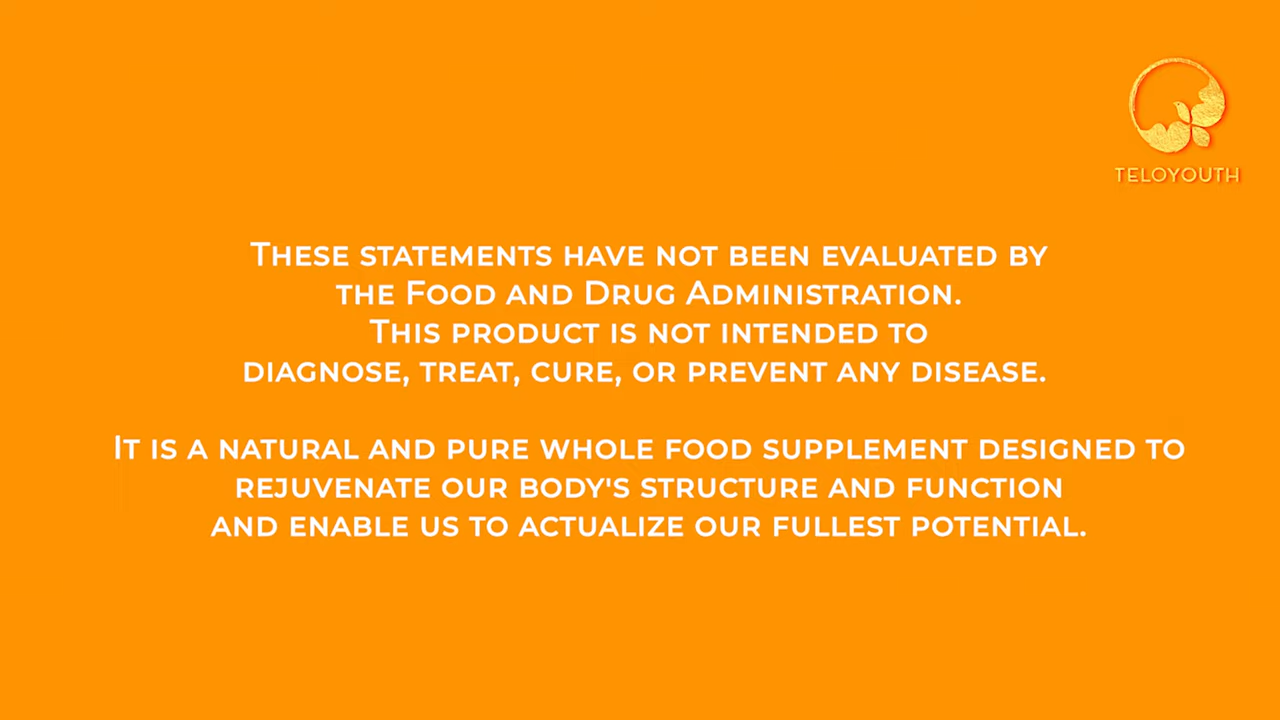 TELOYOUTH
These statements have not been evaluated by
the Food and Drug Administration.
This product is not intended to
diagnose, treat, cure, or prevent any disease.
It is a natural and pure whole food supplement designed to
rejuvenate our body's structure and function
and enable us to actualize our fullest potential.